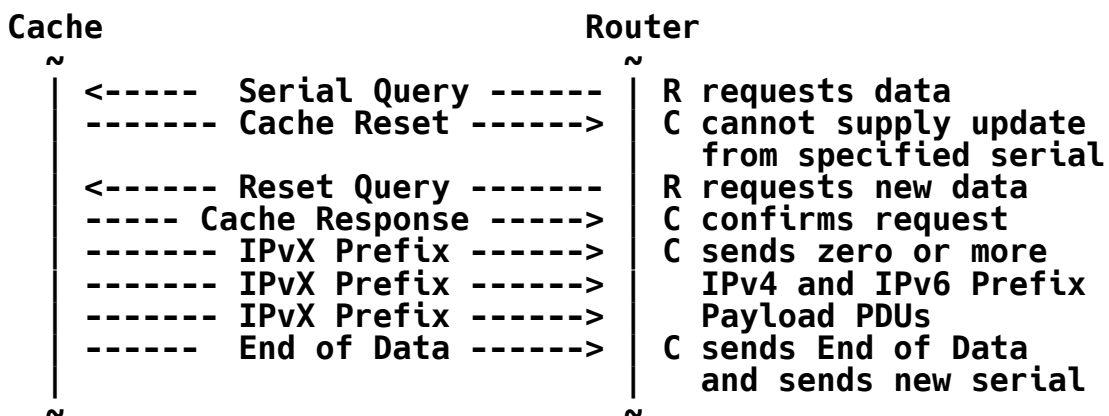 Cache                         Router
  ~                              ~
  | <-----  Serial Query ------ | R requests data
  | ------- Cache Reset ------> | C cannot supply update
  |                             |   from specified serial
  | <------ Reset Query ------- | R requests new data
  | ----- Cache Response -----> | C confirms request
  | ------- IPvX Prefix ------> | C sends zero or more
  | ------- IPvX Prefix ------> |   IPv4 and IPv6 Prefix
  | ------- IPvX Prefix ------> |   Payload PDUs
  | ------  End of Data ------> | C sends End of Data
  |                             |   and sends new serial
  ~                              ~